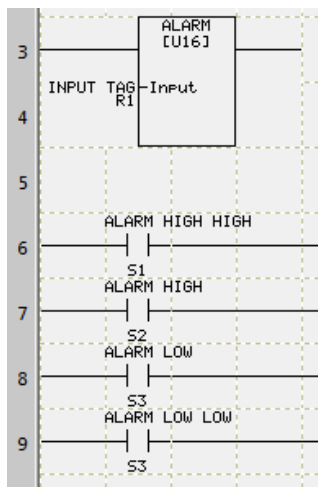 ALARM
[U16]
3
INPUT TAG Input
R1
4
5
ALARM HIGH HIGH
6
S1
ALARM HIGH
7
S2
ALARM LOW
8
S3
ALARM LOW LOW
9
S3